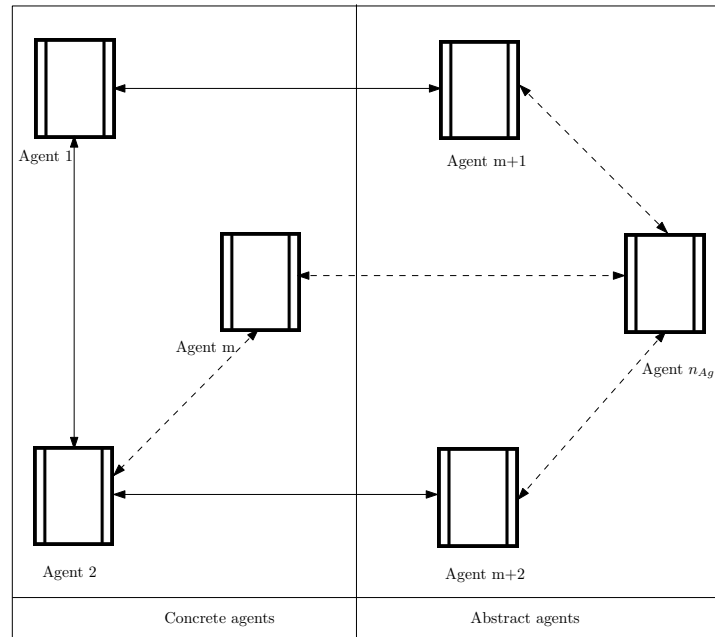 Agent 1
Agent m+1
Agent m
Agent n_{Ag}
Agent 2
Agent m+2
Concrete agents
Abstract agents